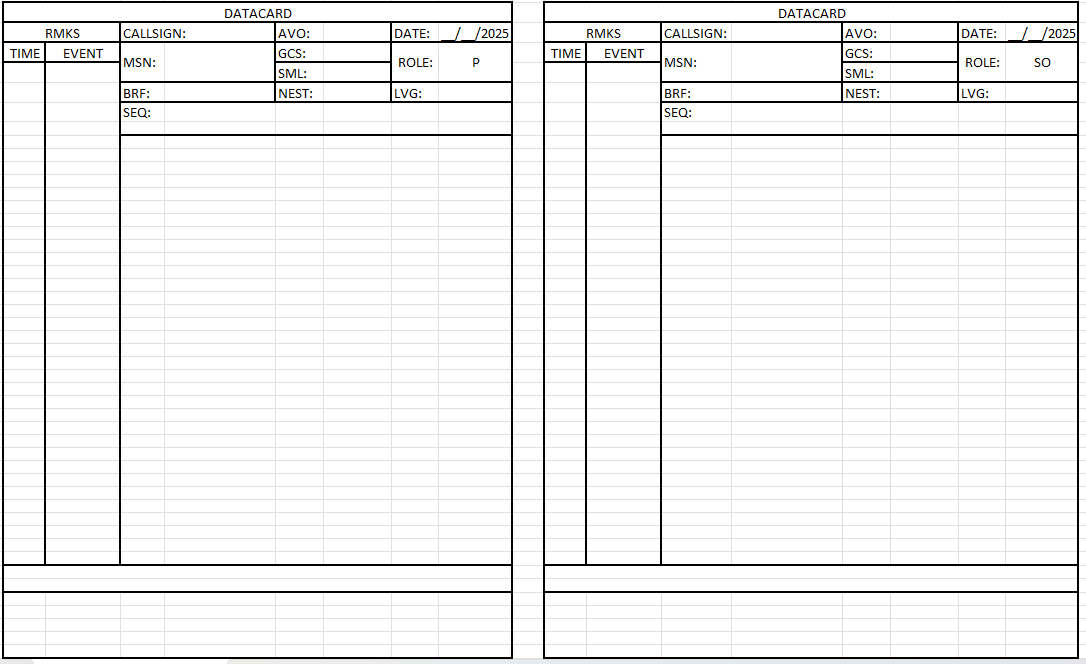 DATACARD
RMKS CALLSIGN: AVO: DATE: __/__/2025
TIME EVENT MSN: GCS: ROLE: P
SML:
BRF: NEST: LVG:
SEQ:
DATACARD
RMKS CALLSIGN: AVO: DATE: __/__/2025
TIME EVENT MSN: GCS: ROLE: SO
SML:
BRF: NEST: LVG:
SEQ: